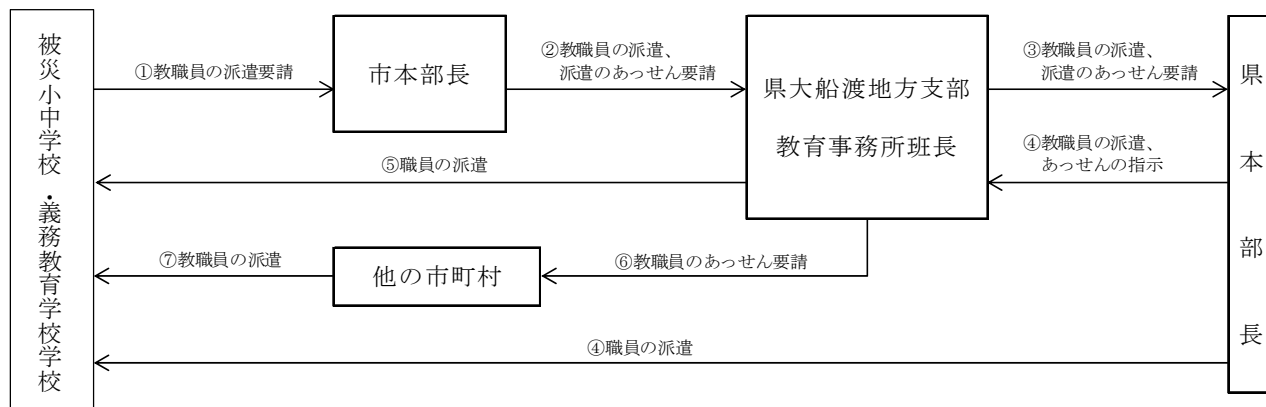 被災小中学校・義務教育学校学校
①教職員の派遣要請
市本部長
②教職員の派遣、
派遣のあっせん要請
県大船渡地方支部
教育事務所班長
③教職員の派遣、
派遣のあっせん要請
④教職員の派遣、
あっせんの指示
県本部長
⑤職員の派遣
⑦教職員の派遣
他の市町村
⑥教職員のあっせん要請
④職員の派遣